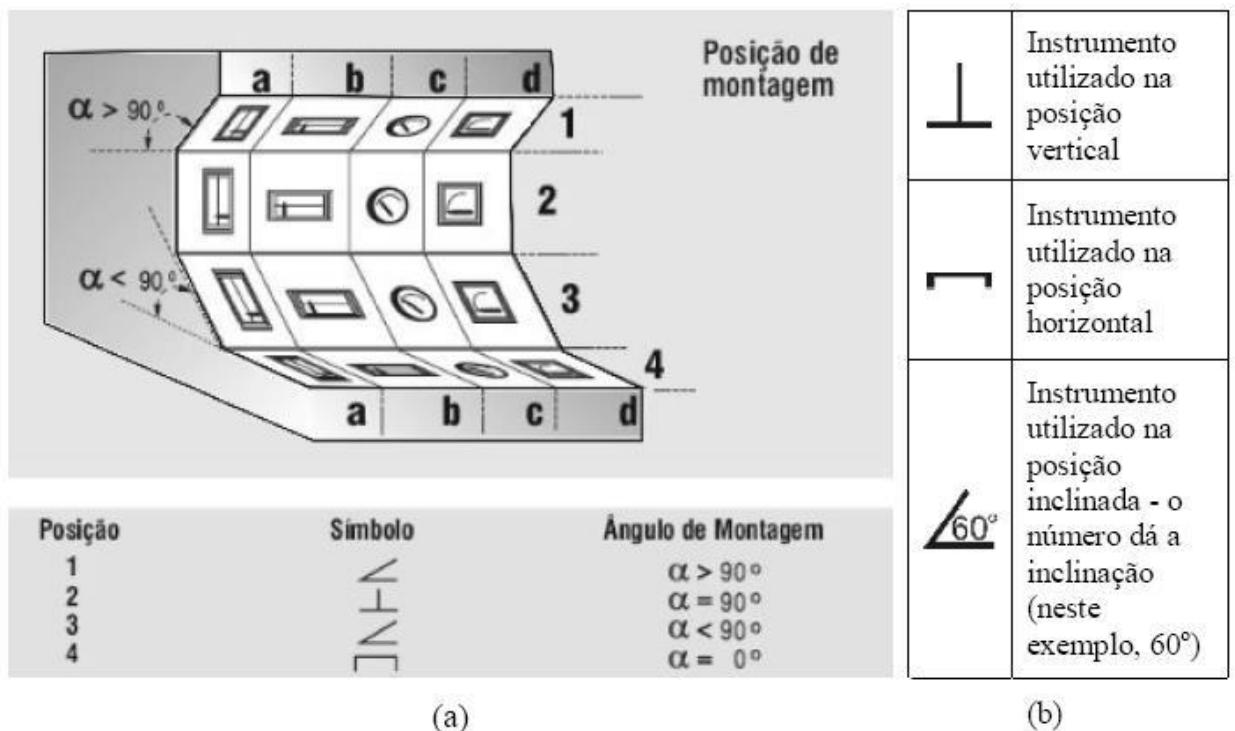 Posição de
montagem
a b c d
α > 90°
1
2
α < 90°
3
4
a b c d
Posição Símbolo Ângulo de Montagem
1 α > 90°
2 α = 90°
3 α < 90°
4 α = 0°
(a)
Instrumento
utilizado na
posição
vertical
Instrumento
utilizado na
posição
horizontal
60°
Instrumento
utilizado na
posição
inclinada - o
número dá a
inclinação
(neste
exemplo, 60°)
(b)